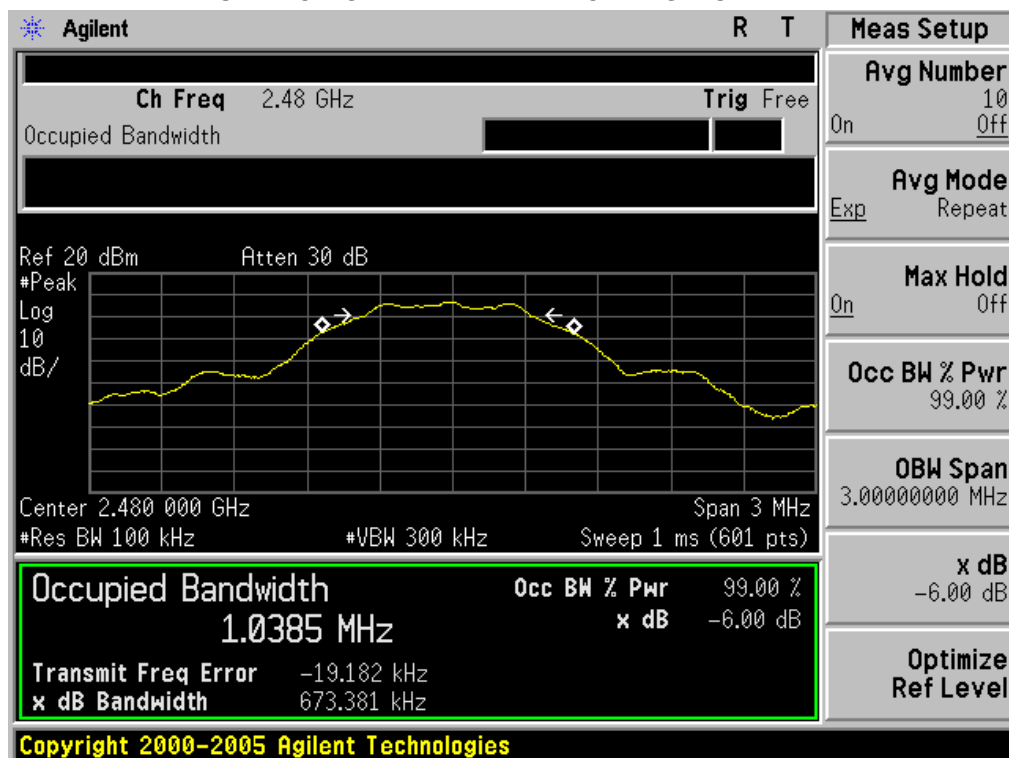 Agilent R T
Meas Setup
Ch Freq 2.48 GHz Trig Free
Occupied Bandwidth
Ref 20 dBm Atten 30 dB
#Peak
Log
10
dB/
Center 2.480 000 GHz Span 3 MHz
#Res BW 100 kHz #VBW 300 kHz Sweep 1 ms (601 pts)
Occupied Bandwidth
1.0385 MHz
Occ BW % Pwr 99.00 %
x dB -6.00 dB
Transmit Freq Error -19.182 kHz
x dB Bandwidth 673.381 kHz
Avg Number
10
On Off
Avg Mode
Exp Repeat
Max Hold
On Off
Occ BW % Pwr
99.00 %
OBW Span
3.00000000 MHz
x dB
-6.00 dB
Optimize
Ref Level
Copyright 2000-2005 Agilent Technologies